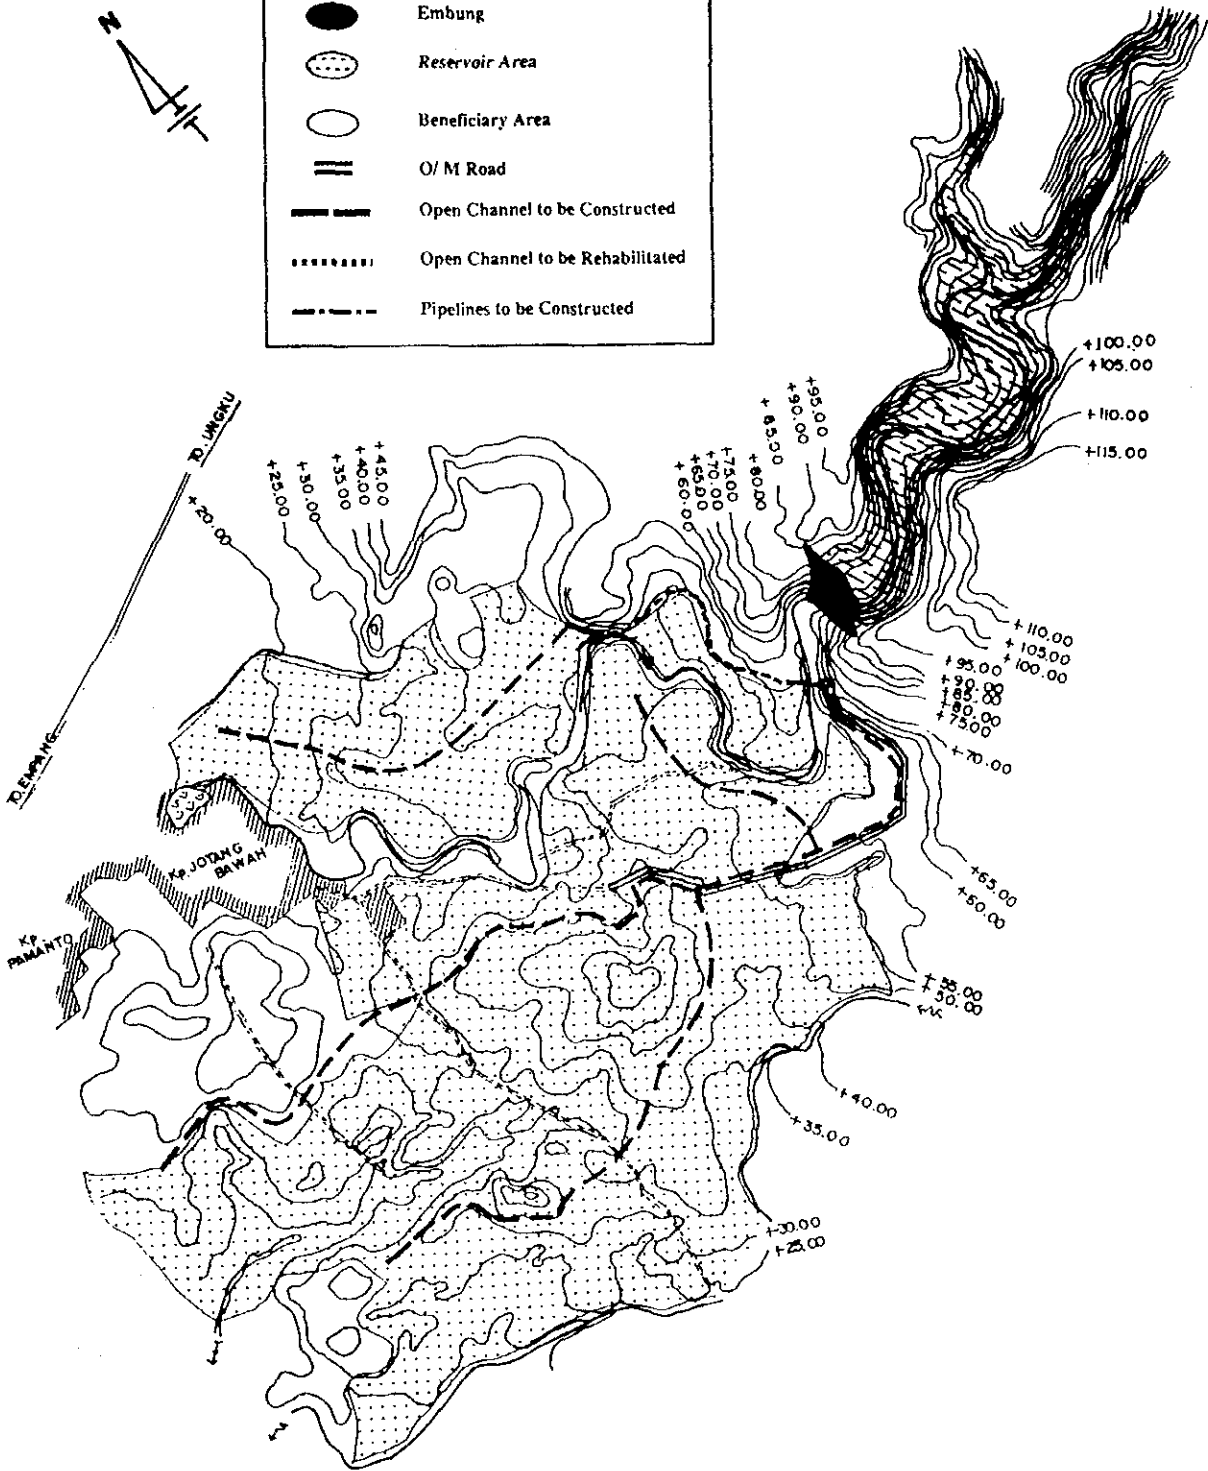 N
Embung
Reservoir Area
Beneficiary Area
O/ M Road
Open Channel to be Constructed
Open Channel to be Rehabilitated
Pipelines to be Constructed
TO. UNGKU
TO. EMPANG
+20.00
+25.00
+30.00
+35.00
+40.00
+45.00
+60.00
+65.00
+70.00
+75.00
+80.00
+85.00
+90.00
+95.00
+100.00
+105.00
+110.00
+115.00
+110.00
+105.00
+100.00
+95.00
+90.00
+85.00
+80.00
+75.00
+70.00
+65.00
+60.00
+55.00
+50.00
+40.00
+35.00
+30.00
+25.00
Kp. JOTANG
BAWAH
Kp.
PAMANTO